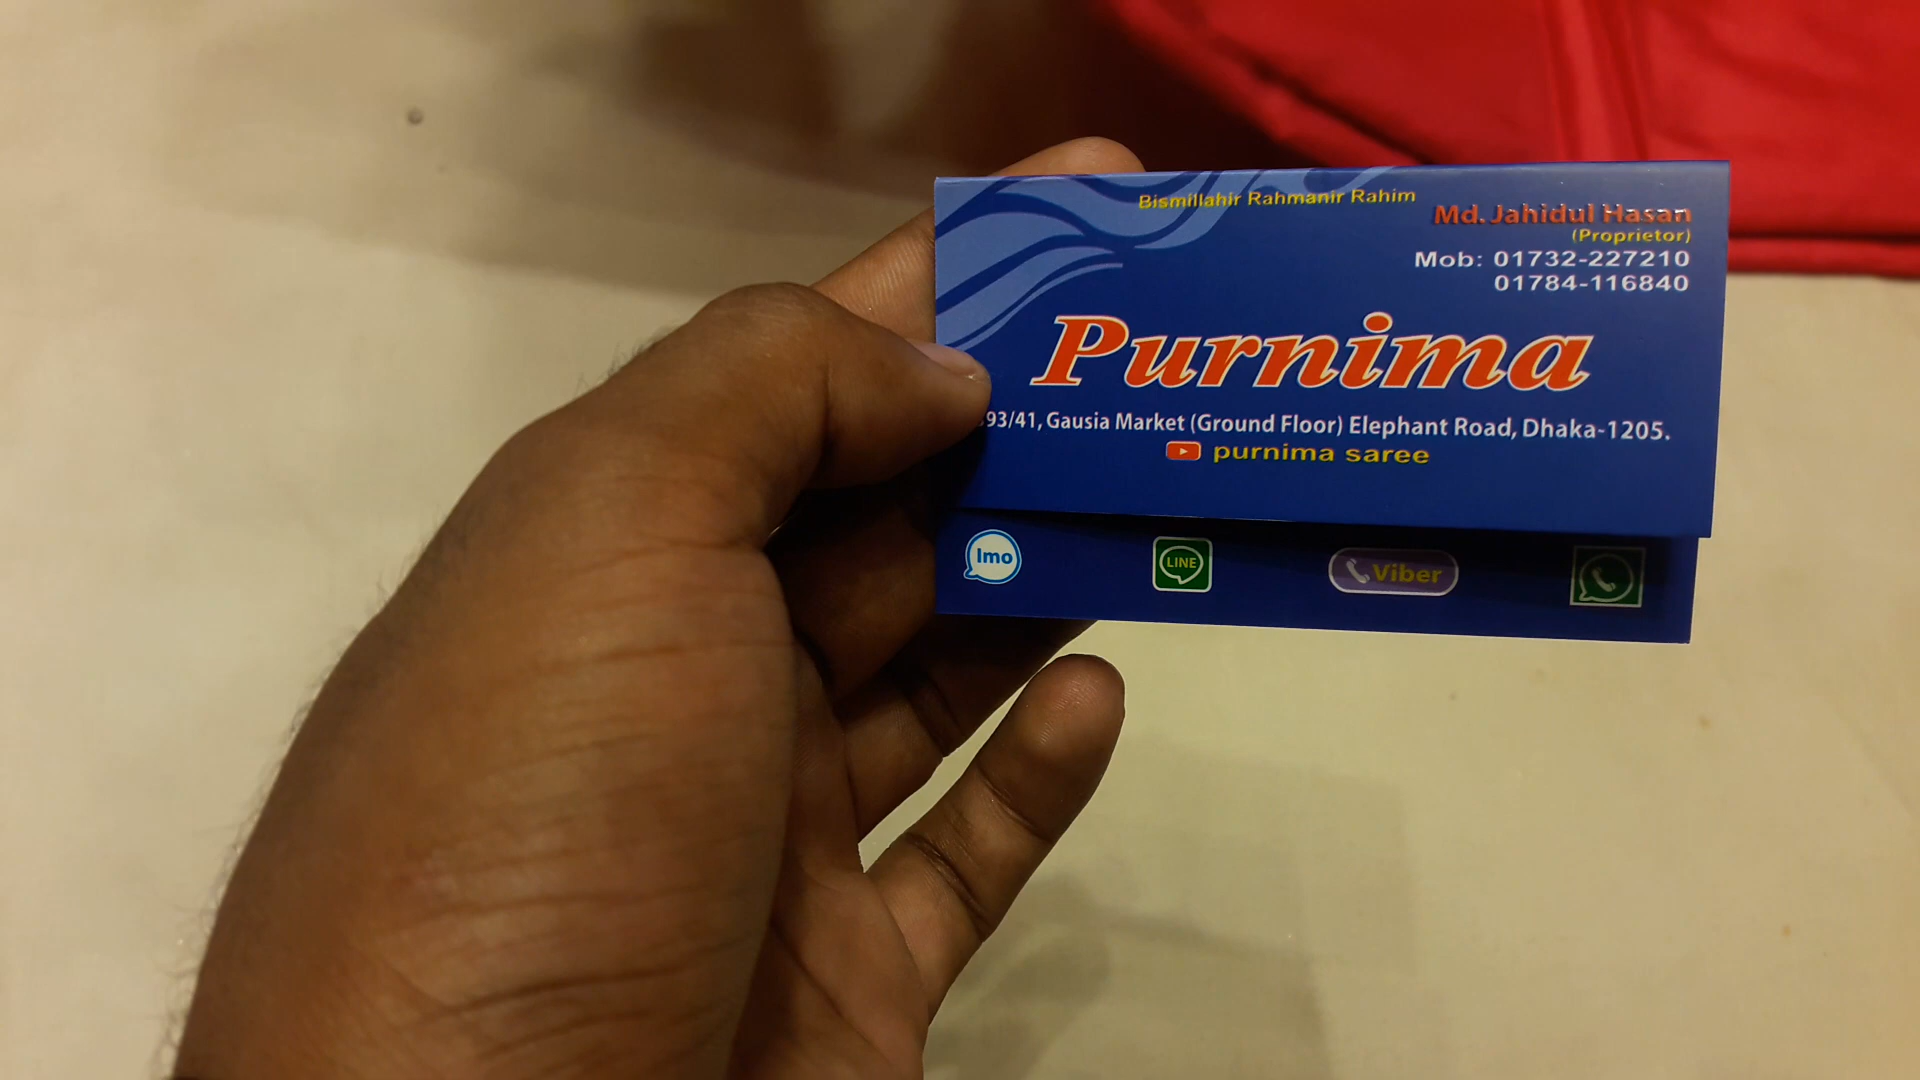 Bismillahir Rahmanir Rahim
Md. Jahidul Hasan
(Proprietor)
Mob: 01732-227210
01784-116840
Purnima
93/41, Gausia Market (Ground Floor) Elephant Road, Dhaka-1205.
purnima saree
Imo
LINE
Viber